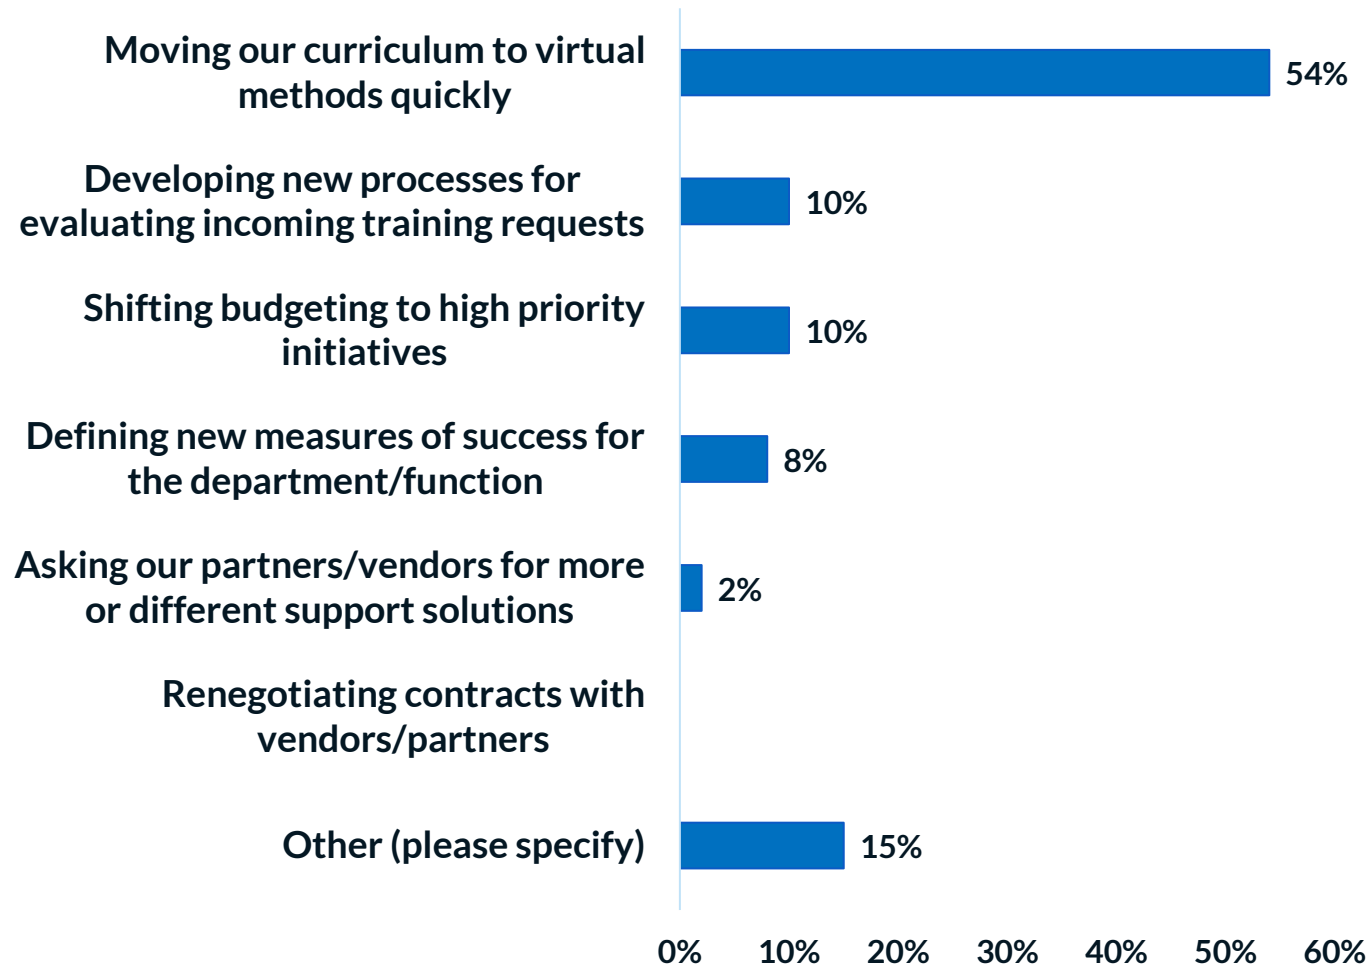 Moving our curriculum to virtual
methods quickly
54%
Developing new processes for
evaluating incoming training requests
10%
Shifting budgeting to high priority
initiatives
10%
Defining new measures of success for
the department/function
8%
Asking our partners/vendors for more
or different support solutions
2%
Renegotiating contracts with
vendors/partners
Other (please specify)
15%
0% 10% 20% 30% 40% 50% 60%